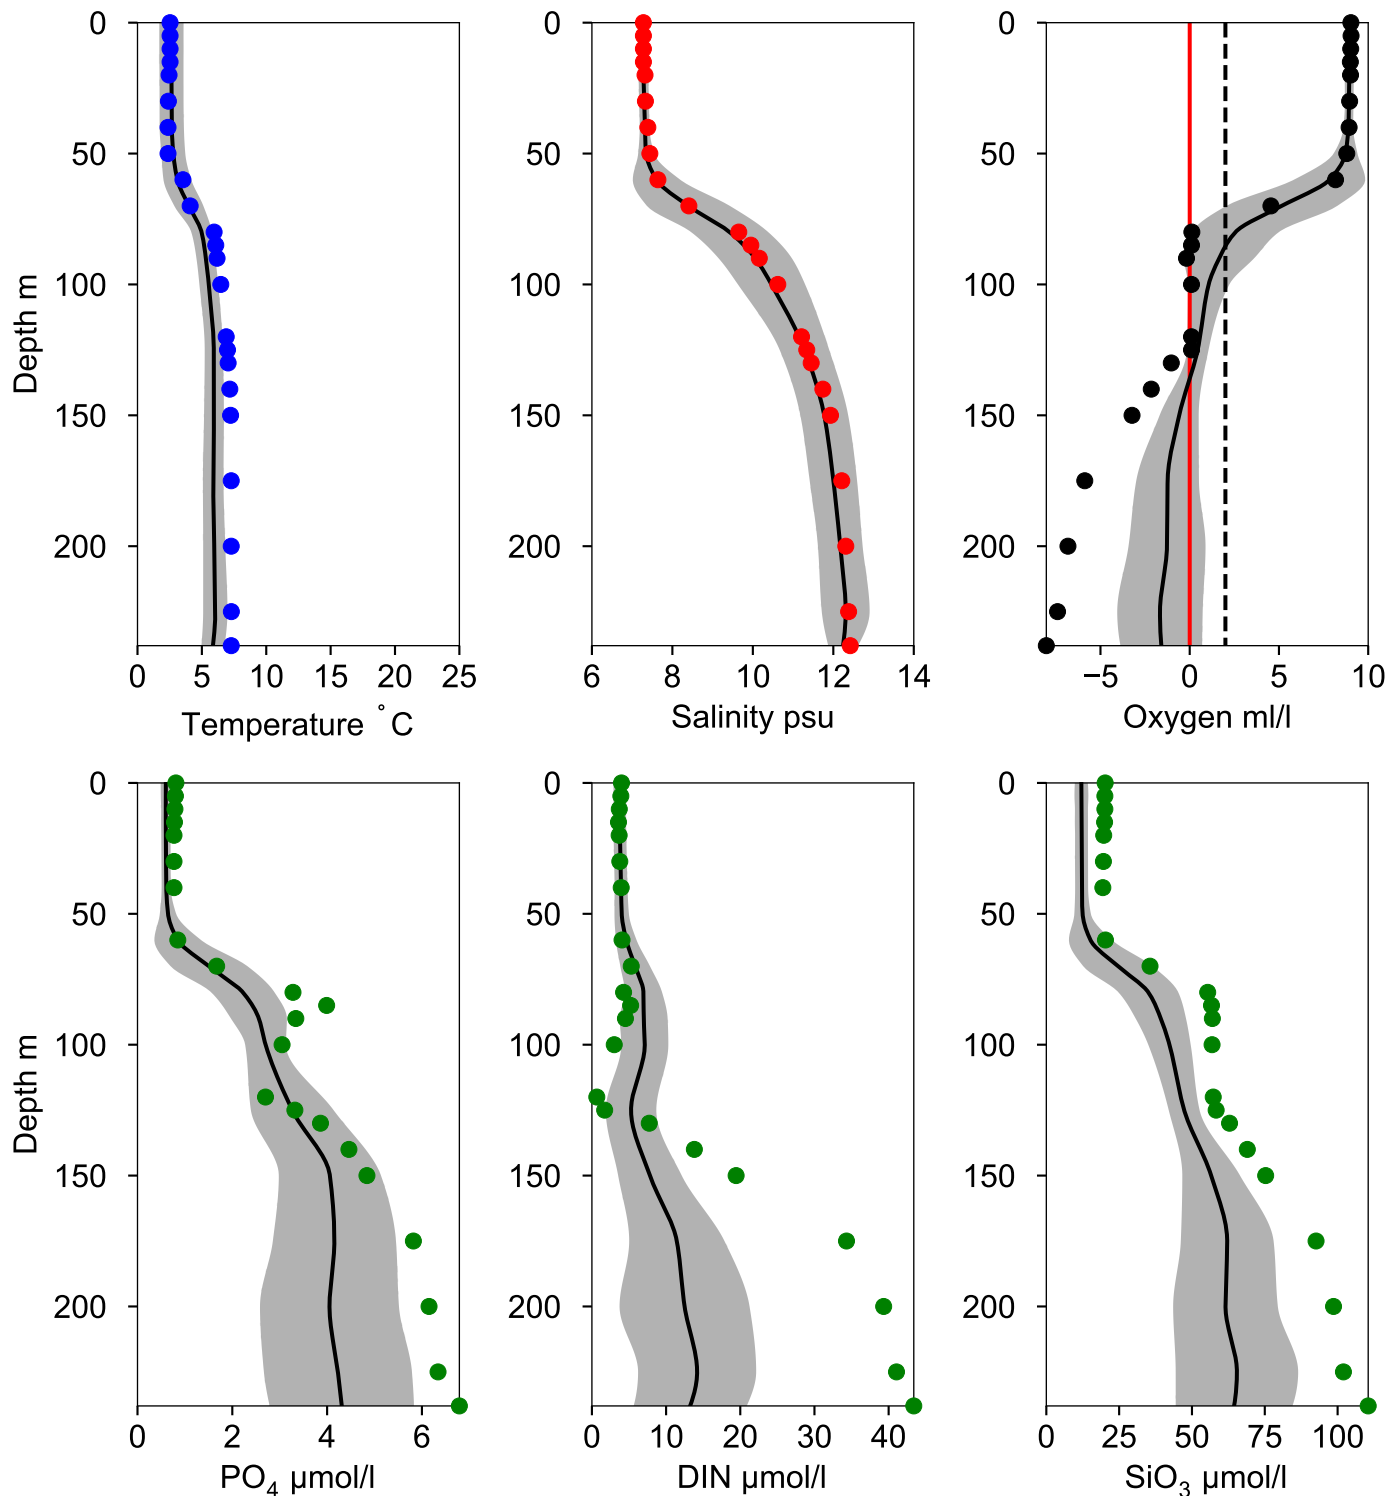 0
50
100
150
200
Depth m
0 5 10 15 20 25
Temperature °C
0
50
100
150
200
6 8 10 12 14
Salinity psu
0
50
100
150
200
−5 0 5 10
Oxygen ml/l
0
50
100
150
200
Depth m
0 2 4 6
PO₄ μmol/l
0
50
100
150
200
0 10 20 30 40
DIN μmol/l
0
50
100
150
200
0 25 50 75 100
SiO₃ μmol/l